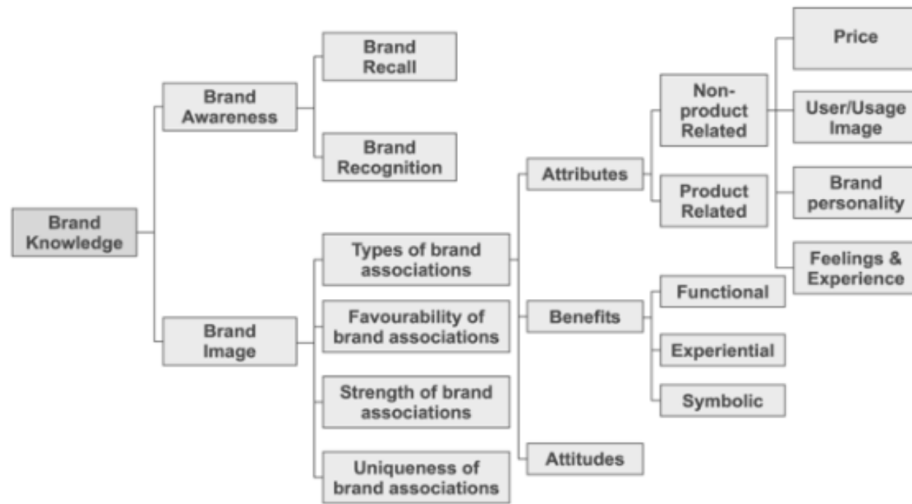 Brand
Knowledge
Brand
Awareness
Brand
Image
Brand
Recall
Brand
Recognition
Types of brand
associations
Favourability of
brand associations
Strength of brand
associations
Uniqueness of
brand associations
Attributes
Benefits
Attitudes
Non-
product
Related
Product
Related
Functional
Experiential
Symbolic
Price
User/Usage
Image
Brand
personality
Feelings &
Experience